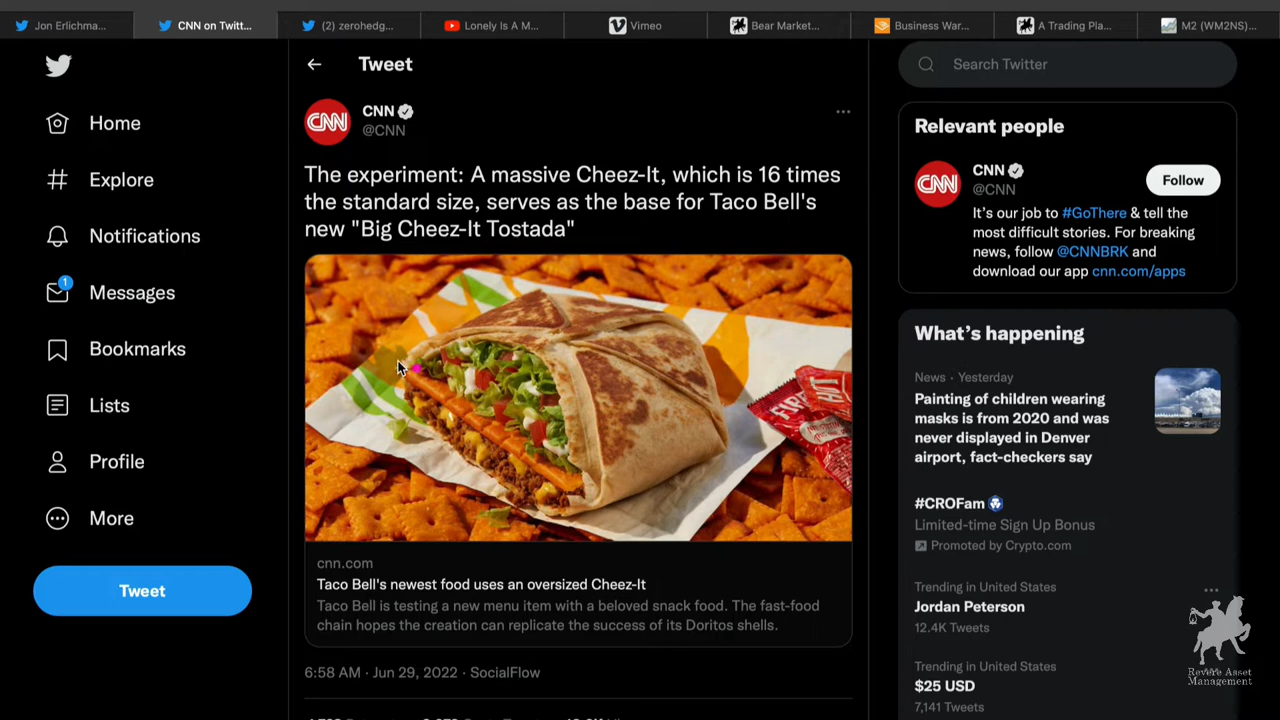 Jon Erlichma...
CNN on Twitt...
(2) zerohedg...
Lonely Is A M...
Vimeo
Bear Market...
Business War...
A Trading Pla...
M2 (WM2NS)...
Home
Explore
Notifications
1
Messages
Bookmarks
Lists
Profile
More
Tweet
Tweet
CNN
CNN
@CNN
The experiment: A massive Cheez-It, which is 16 times
the standard size, serves as the base for Taco Bell's
new "Big Cheez-It Tostada"
FIRE
HOT
cnn.com
Taco Bell's newest food uses an oversized Cheez-It
Taco Bell is testing a new menu item with a beloved snack food. The fast-food
chain hopes the creation can replicate the success of its Doritos shells.
6:58 AM · Jun 29, 2022 · SocialFlow
Search Twitter
Relevant people
CNN
CNN
@CNN
Follow
It's our job to #GoThere & tell the
most difficult stories. For breaking
news, follow @CNNBRK and
download our app cnn.com/apps
What's happening
News · Yesterday
Painting of children wearing
masks is from 2020 and was
never displayed in Denver
airport, fact-checkers say
#CROFam
Limited-time Sign Up Bonus
Promoted by Crypto.com
Trending in United States
Jordan Peterson
12.4K Tweets
Trending in United States
$25 USD
7,141 Tweets
Revere Asset
Management